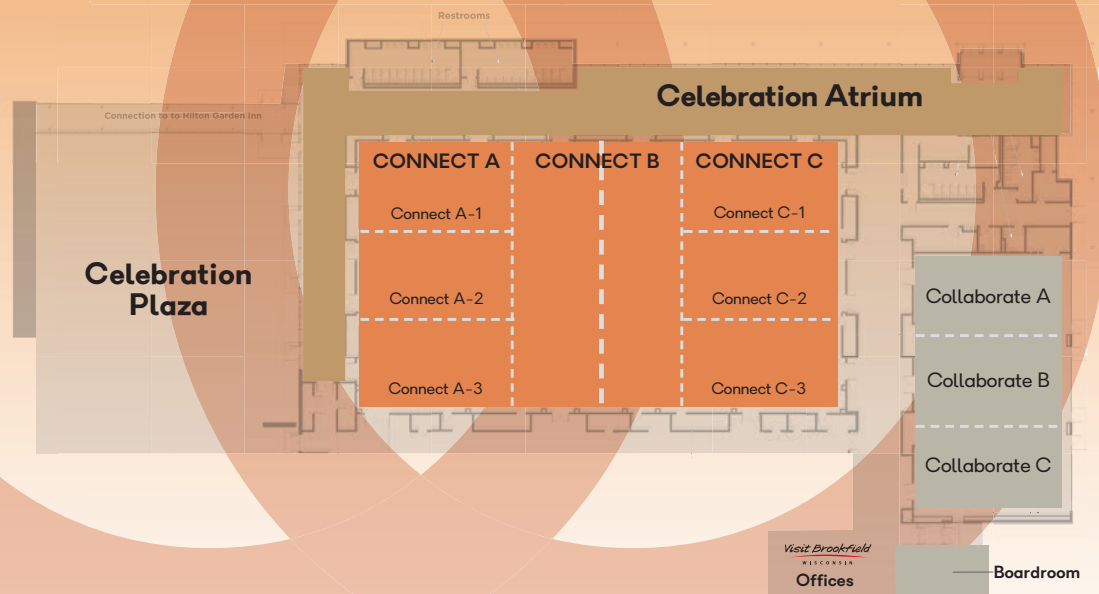 Restrooms
Celebration Atrium
Connection to to Hilton Garden Inn
CONNECT A
CONNECT B
CONNECT C
Connect A-1
Connect C-1
Celebration
Plaza
Connect A-2
Connect C-2
Connect A-3
Connect C-3
Collaborate A
Collaborate B
Collaborate C
Visit Brookfield
WISCONSIN
Offices
Boardroom